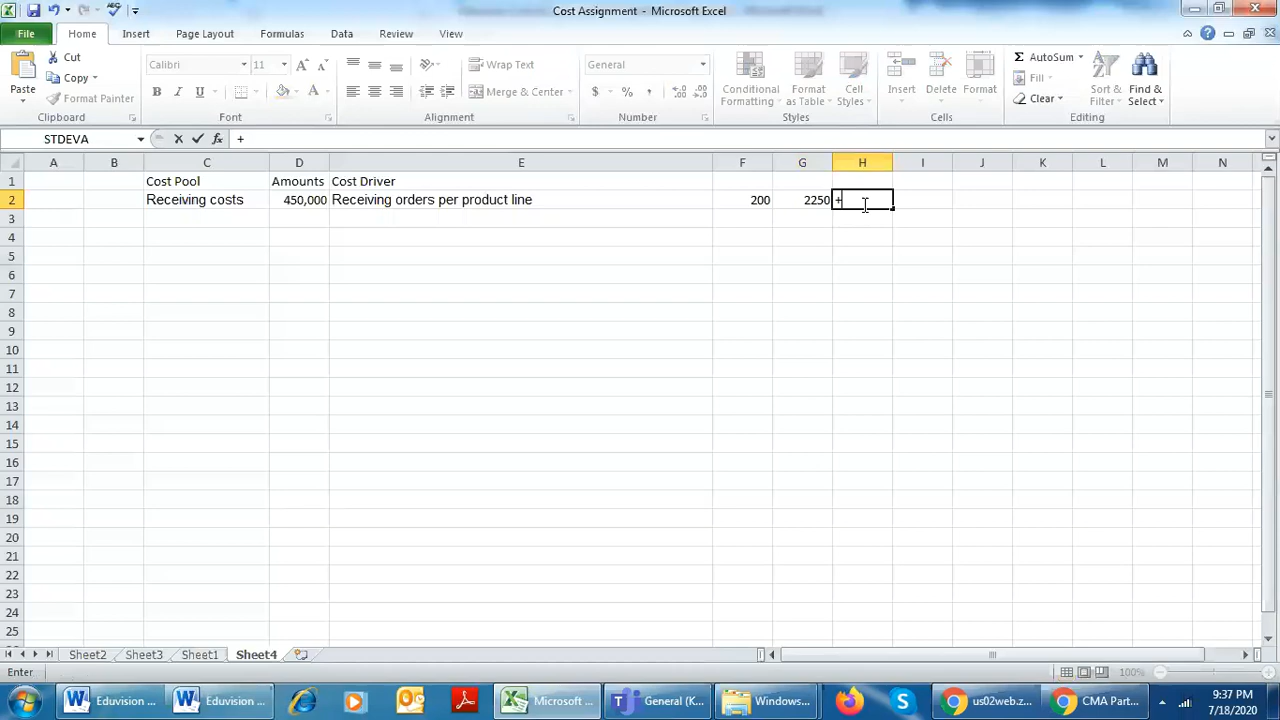 Cost Assignment - Microsoft Excel
File Home Insert Page Layout Formulas Data Review View
Cut
Copy
Format Painter
Paste
Clipboard
Calibri 11
B I U A
Font
Wrap Text
Merge & Center
Alignment
General
$ % ,
Number
Conditional Formatting
Format as Table
Cell Styles
Styles
Insert Delete Format
Cells
Σ AutoSum
Fill
Clear
Sort & Filter
Find & Select
Editing
STDEVA fx +
A B C D E F G H I J K L M N
1 Cost Pool Amounts Cost Driver
2 Receiving costs 450,000 Receiving orders per product line 200 2250 +
3
4
5
6
7
8
9
10
11
12
13
14
15
16
17
18
19
20
21
22
23
24
25
Sheet2 Sheet3 Sheet1 Sheet4
Enter 100%
Eduvision ... Eduvision ... Microsoft ... General (K... Windows... us02web.z... CMA Part... 9:37 PM
7/18/2020